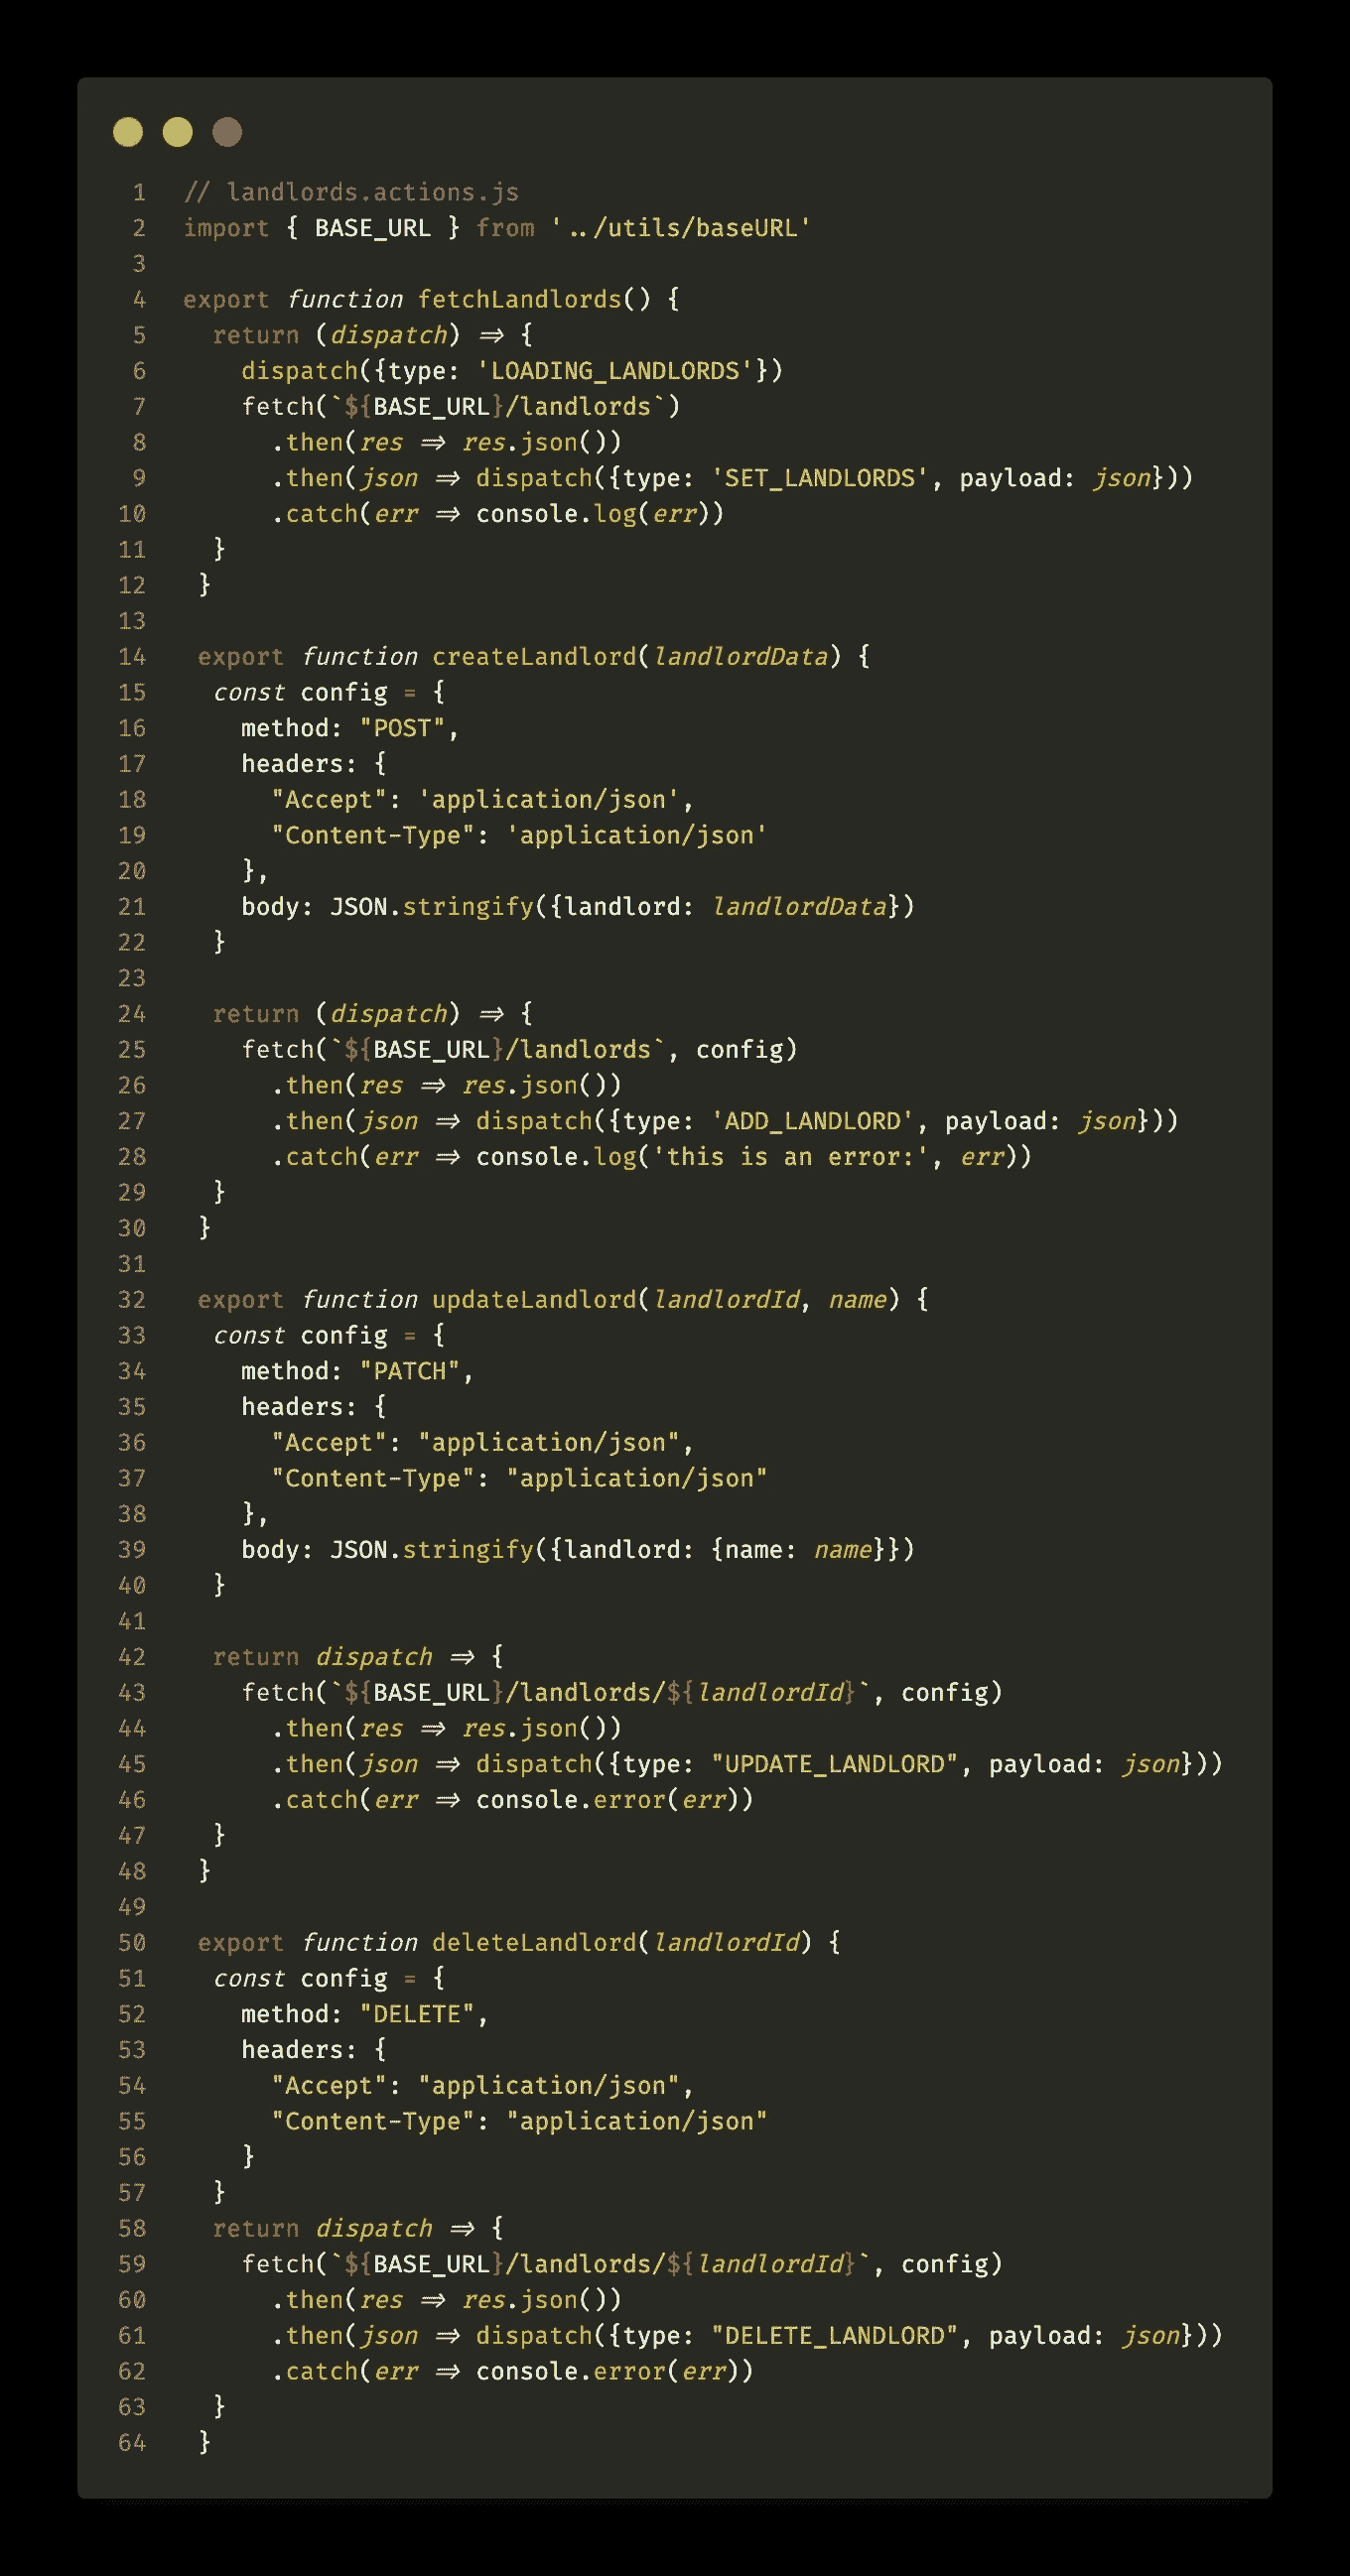 1 // landlords.actions.js
2 import { BASE_URL } from '../utils/baseURL'
3
4 export function fetchLandlords() {
5   return (dispatch) => {
6     dispatch({type: 'LOADING_LANDLORDS'})
7     fetch(`${BASE_URL}/landlords`)
8       .then(res => res.json())
9       .then(json => dispatch({type: 'SET_LANDLORDS', payload: json}))
10       .catch(err => console.log(err))
11   }
12  }
13
14  export function createLandlord(landlordData) {
15   const config = {
16     method: "POST",
17     headers: {
18       "Accept": 'application/json',
19       "Content-Type": 'application/json'
20     },
21     body: JSON.stringify({landlord: landlordData})
22   }
23
24   return (dispatch) => {
25     fetch(`${BASE_URL}/landlords`, config)
26       .then(res => res.json())
27       .then(json => dispatch({type: 'ADD_LANDLORD', payload: json}))
28       .catch(err => console.log('this is an error:', err))
29   }
30  }
31
32  export function updateLandlord(landlordId, name) {
33   const config = {
34     method: "PATCH",
35     headers: {
36       "Accept": "application/json",
37       "Content-Type": "application/json"
38     },
39     body: JSON.stringify({landlord: {name: name}})
40   }
41
42   return dispatch => {
43     fetch(`${BASE_URL}/landlords/${landlordId}`, config)
44       .then(res => res.json())
45       .then(json => dispatch({type: "UPDATE_LANDLORD", payload: json}))
46       .catch(err => console.error(err))
47   }
48  }
49
50  export function deleteLandlord(landlordId) {
51   const config = {
52     method: "DELETE",
53     headers: {
54       "Accept": "application/json",
55       "Content-Type": "application/json"
56     }
57   }
58   return dispatch => {
59     fetch(`${BASE_URL}/landlords/${landlordId}`, config)
60       .then(res => res.json())
61       .then(json => dispatch({type: "DELETE_LANDLORD", payload: json}))
62       .catch(err => console.error(err))
63   }
64  }